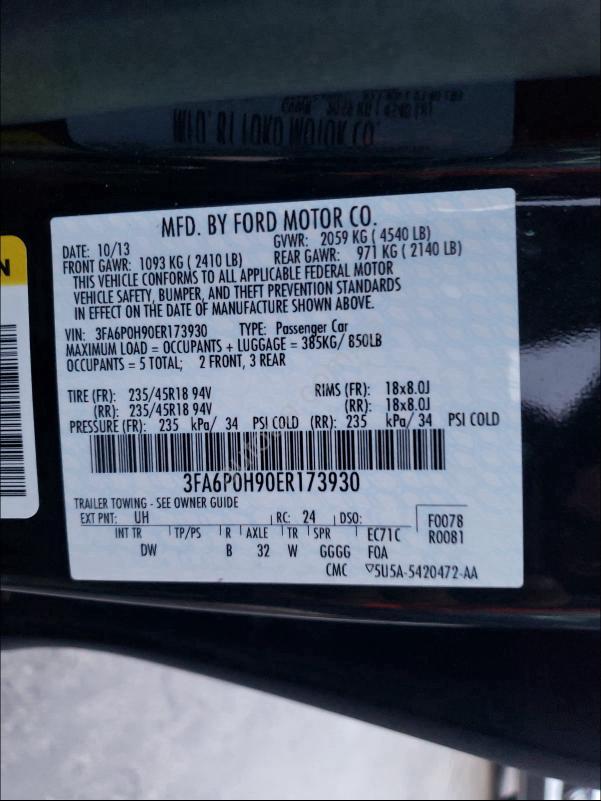 MFD. BY FORD MOTOR CO.
DATE: 10/13 GVWR: 2059 KG ( 4540 LB)
FRONT GAWR: 1093 KG ( 2410 LB) REAR GAWR: 971 KG ( 2140 LB)
THIS VEHICLE CONFORMS TO ALL APPLICABLE FEDERAL MOTOR
VEHICLE SAFETY, BUMPER, AND THEFT PREVENTION STANDARDS
IN EFFECT ON THE DATE OF MANUFACTURE SHOWN ABOVE.
VIN: 3FA6P0H90ER173930 TYPE: Passenger Car
MAXIMUM LOAD = OCCUPANTS + LUGGAGE = 385KG/ 850LB
OCCUPANTS = 5 TOTAL; 2 FRONT, 3 REAR
TIRE (FR): 235/45R18 94V RIMS (FR): 18x8.0J
(RR): 235/45R18 94V (RR): 18x8.0J
PRESSURE (FR): 235 kPa/ 34 PSI COLD (RR): 235 kPa/ 34 PSI COLD
3FA6P0H90ER173930
TRAILER TOWING - SEE OWNER GUIDE
EXT PNT: UH RC: 24 DSO: F0078
INT TR TP/PS R AXLE TR SPR EC71C R0081
DW B 32 W GGGG FOA
CMC ▽5U5A-5420472-AA
N